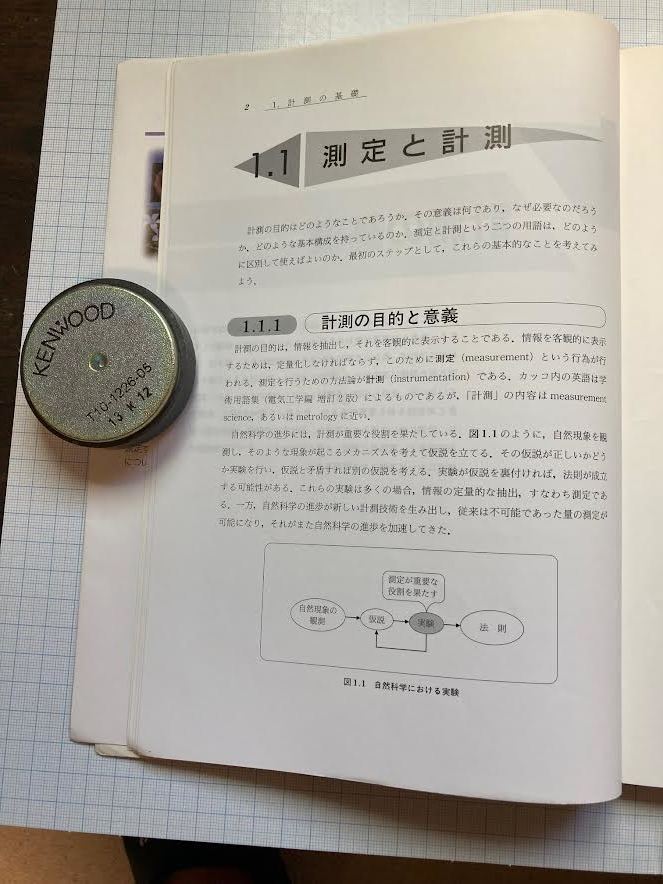 2 1. 計測の基礎
1.1 測定と計測
計測の目的はどのようなことであろうか．その意義は何であり，なぜ必要なのだろう
か．どのような基本構成を持っているのか．測定と計測という二つの用語は，どのよう
に区別して使えばよいのか．最初のステップとして，これらの基本的なことを考えてみ
よう．
1.1.1 計測の目的と意義
計測の目的は，情報を抽出し，それを客観的に表示することである．情報を客観的に表示
するためは，定量化しなければならず，このために測定（measurement）という行為が行
われる．測定を行うための方法論が計測（instrumentation）である．カッコ内の英語は学
術用語集（電気工学編 増訂2版）によるものであるが，「計測」の内容は measurement
science，あるいは metrology に近い．
自然科学の進歩には，計測が重要な役割を果たしている．図1.1のように，自然現象を観
測し，そのような現象が起こるメカニズムを考えて仮説を立てる．その仮説が正しいかどう
か実験を行い，仮説と矛盾すれば別の仮説を考える．実験が仮説を裏付ければ，法則が成立
する可能性がある．これらの実験は多くの場合，情報の定量的な抽出，すなわち測定であ
る．一方，自然科学の進歩が新しい計測技術を生み出し，従来は不可能であった量の測定が
可能になり，それがまた自然科学の進歩を加速してきた．
測定が重要な
役割を果たす
自然現象の
観測
仮説
実験
法則
図1.1 自然科学における実験
KENWOOD
T10-1226-05
13 K 12